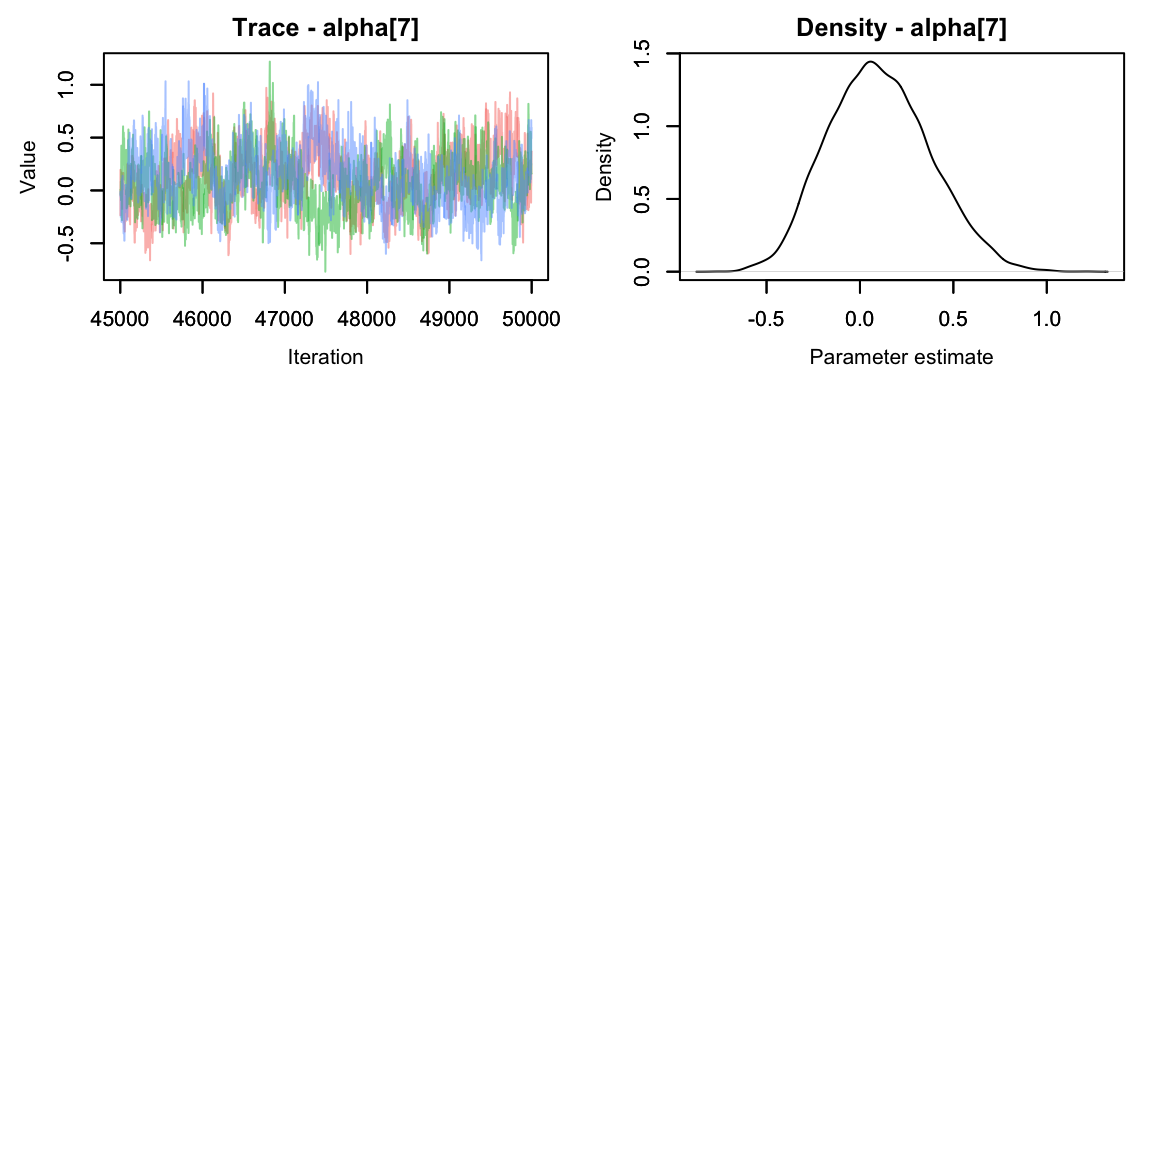 Trace - alpha[7]
Value
1.0
0.5
0.0
-0.5
45000 46000 47000 48000 49000 50000
Iteration
Density - alpha[7]
Density
1.5
1.0
0.5
0.0
-0.5 0.0 0.5 1.0
Parameter estimate